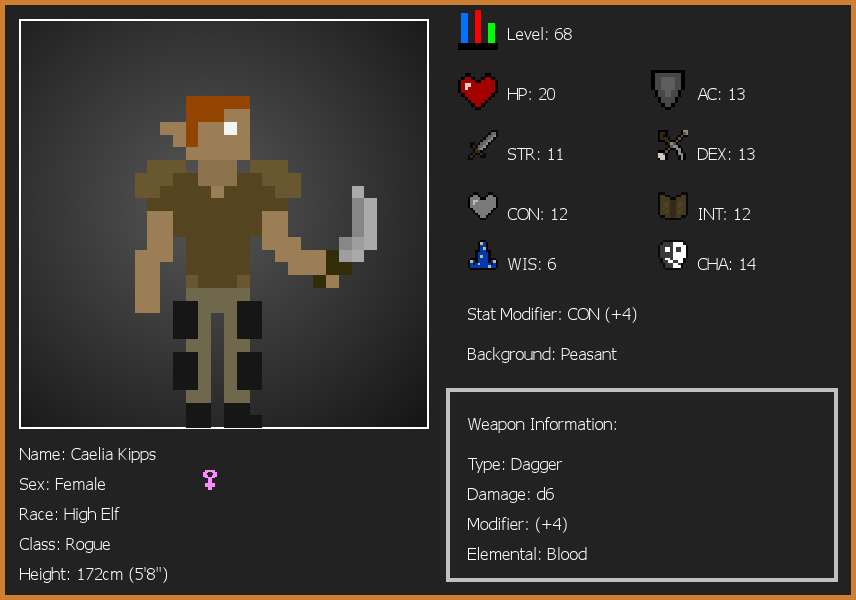 Level: 68
HP: 20
AC: 13
STR: 11
DEX: 13
CON: 12
INT: 12
WIS: 6
CHA: 14
Stat Modifier: CON (+4)
Background: Peasant
Weapon Information:
Type: Dagger
Damage: d6
Modifier: (+4)
Elemental: Blood
Name: Caelia Kipps
Sex: Female
Race: High Elf
Class: Rogue
Height: 172cm (5'8")